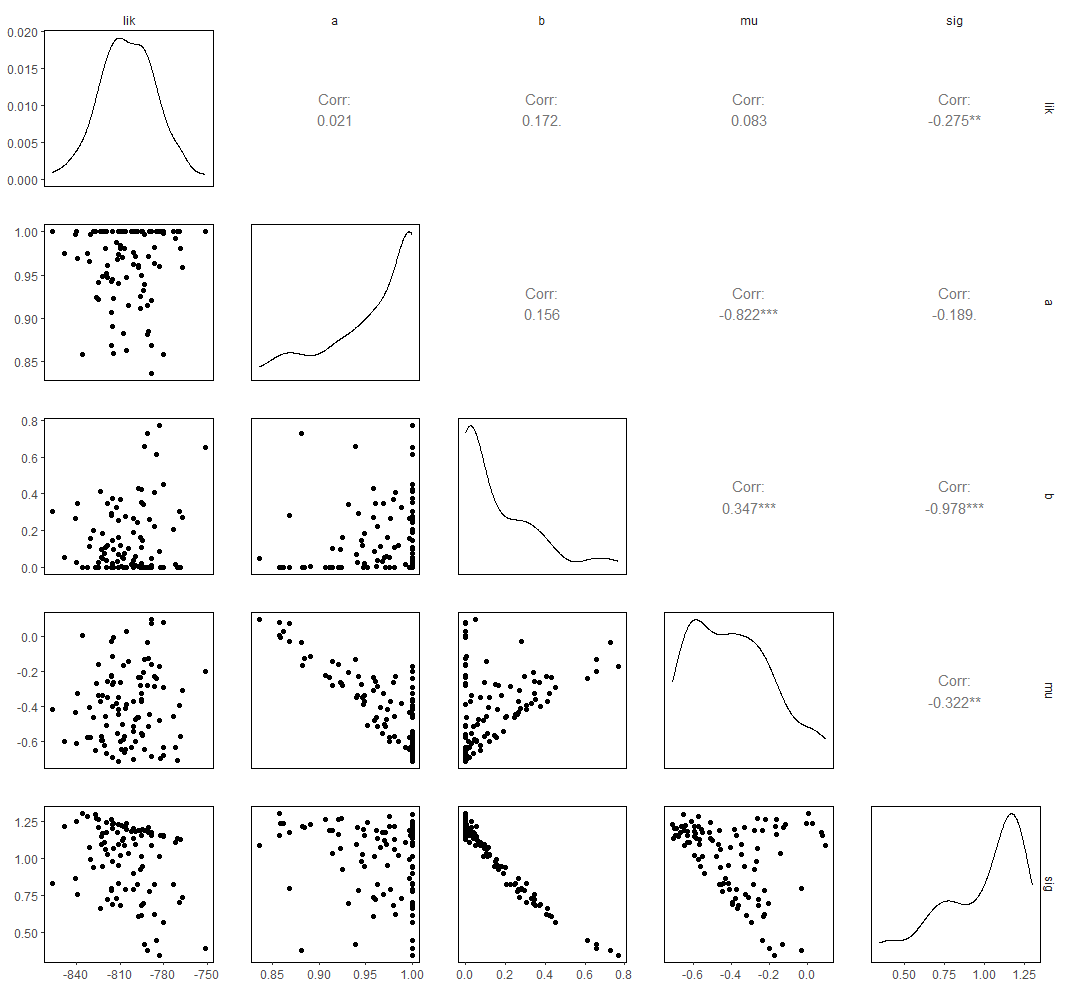 lik a b mu sig
0.020
0.015
0.010
0.005
0.000
Corr:
0.021
Corr:
0.172.
Corr:
0.083
Corr:
-0.275**
lik
1.00
0.95
0.90
0.85
Corr:
0.156
Corr:
-0.822***
Corr:
-0.189.
a
0.8
0.6
0.4
0.2
0.0
Corr:
0.347***
Corr:
-0.978***
b
0.0
-0.2
-0.4
-0.6
Corr:
-0.322**
mu
1.25
1.00
0.75
0.50
sig
-840 -810 -780 -750
0.85 0.90 0.95 1.00
0.0 0.2 0.4 0.6 0.8
-0.6 -0.4 -0.2 0.0
0.50 0.75 1.00 1.25